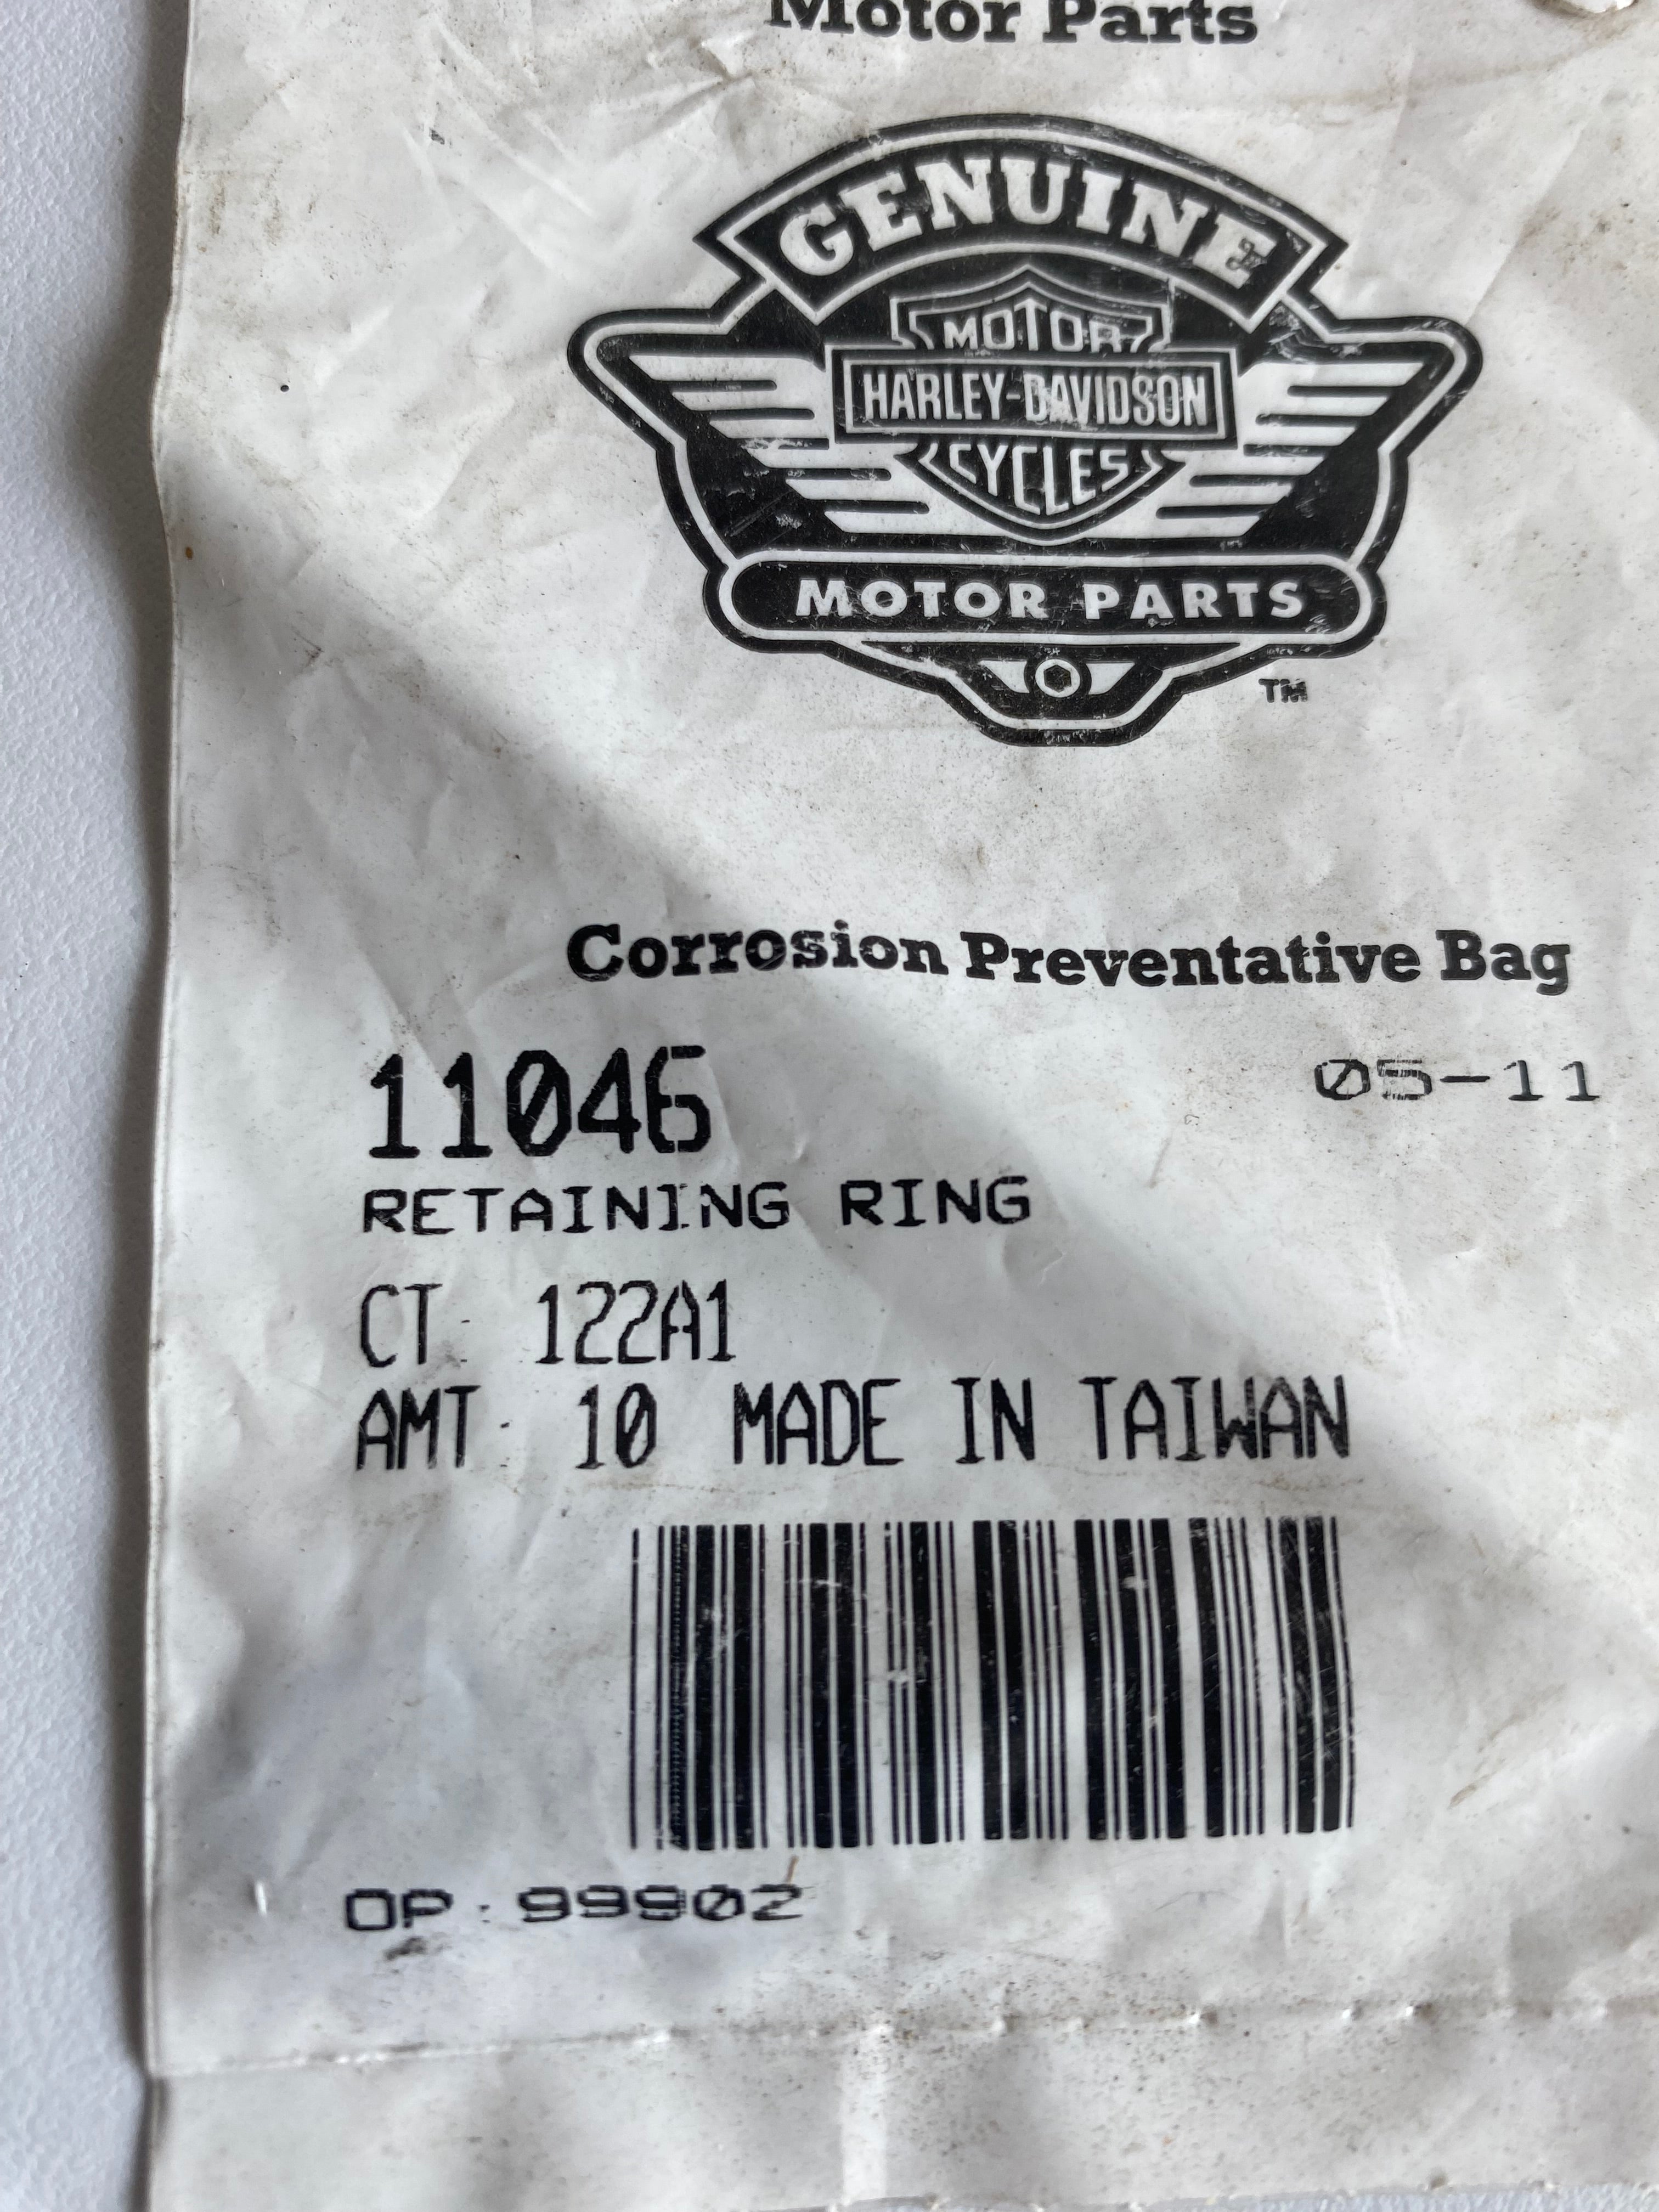 Motor Parts
GENUINE
MOTOR
HARLEY-DAVIDSON
CYCLES
MOTOR PARTS
TM
Corrosion Preventative Bag
11046 05-11
RETAINING RING
CT: 122A1
AMT: 10 MADE IN TAIWAN
OP:99902